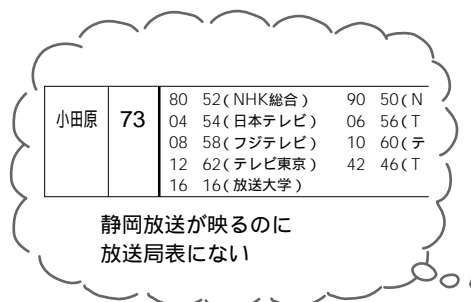 小田原 73 80 52(NHK総合) 90 50(N
04 54(日本テレビ) 06 56(T
08 58(フジテレビ) 10 60(テ
12 62(テレビ東京) 42 46(T
16 16(放送大学)
静岡放送が映るのに
放送局表にない